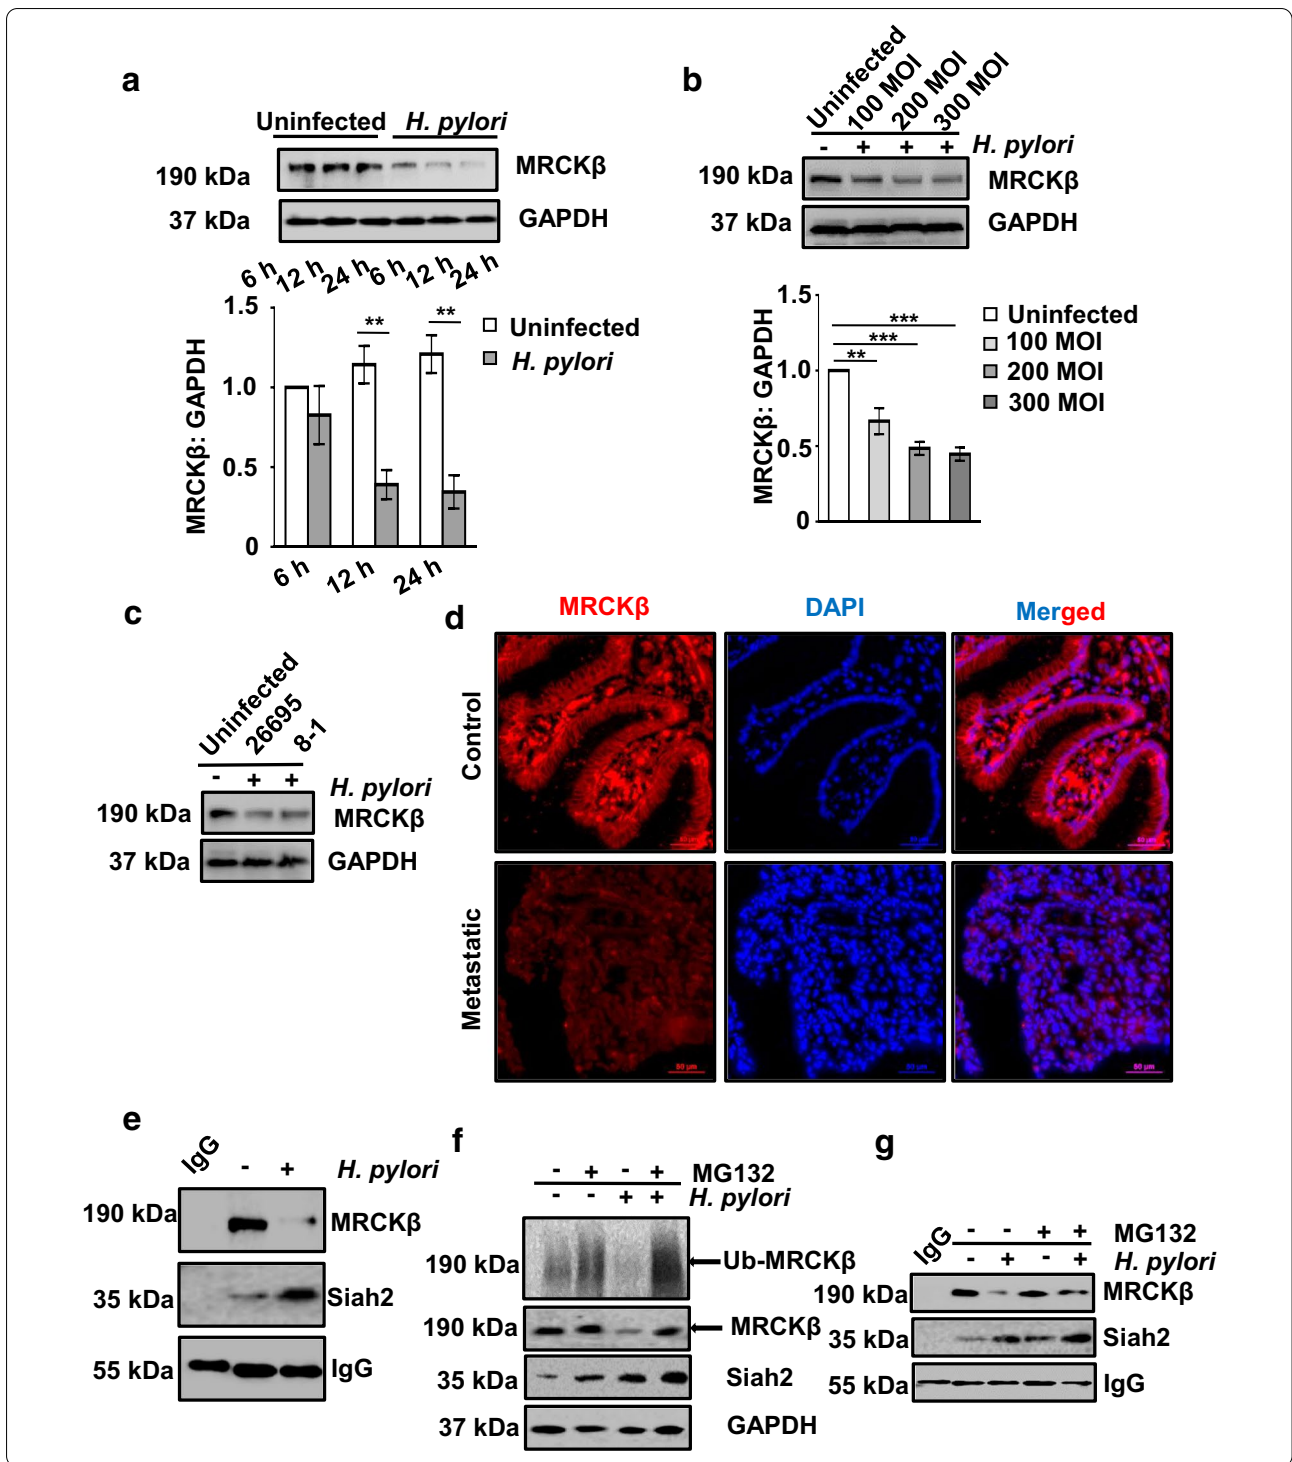 a
Uninfected H. pylori
190 kDa MRCKβ
37 kDa GAPDH
6 h 12 h 24 h 6 h 12 h 24 h
MRCKβ: GAPDH
1.5
1.0
0.5
0
** **
Uninfected
H. pylori
6 h 12 h 24 h
b
Uninfected 100 MOI 200 MOI 300 MOI
- + + + H. pylori
190 kDa MRCKβ
37 kDa GAPDH
MRCKβ: GAPDH
1.5
1.0
0.5
0
***
***
**
Uninfected
100 MOI
200 MOI
300 MOI
c
Uninfected 26695 8-1
- + + H. pylori
190 kDa MRCKβ
37 kDa GAPDH
d
MRCKβ DAPI Merged
Control
Metastatic
50 µm 50 µm
e
IgG - + H. pylori
190 kDa MRCKβ
35 kDa Siah2
55 kDa IgG
f
- + - + MG132
- - + + H. pylori
190 kDa Ub-MRCKβ
190 kDa MRCKβ
35 kDa Siah2
37 kDa GAPDH
g
IgG - - + + MG132
- + - + H. pylori
190 kDa MRCKβ
35 kDa Siah2
55 kDa IgG